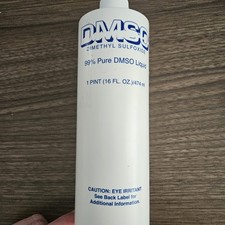 DMSO
DIMETHYL SULFOXIDE
99% Pure DMSO Liquid
1 PINT (16 FL. OZ.)/474 m
CAUTION: EYE IRRITANT
See Back Label for
Additional Information.